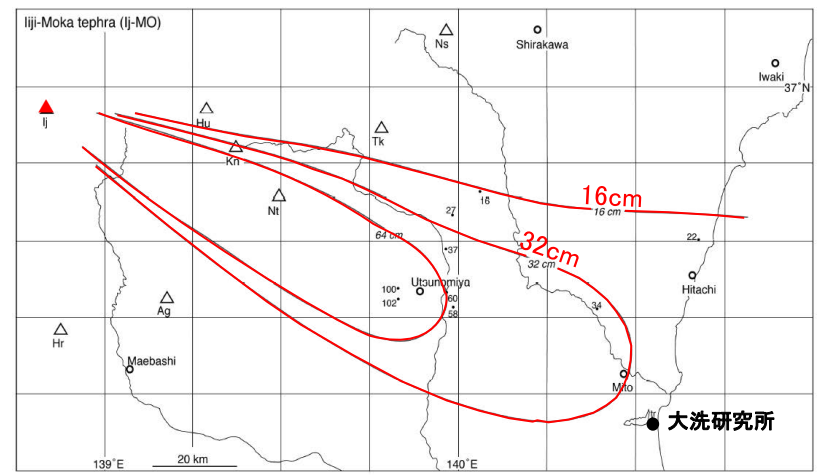 Iiji-Moka tephra (Ij-MO)
Ns
Shirakawa
Iwaki
37°N
Ij
Hu
Tk
Kn
16cm
16
16 cm
Nt
27
64 cm
22
32cm
37
32 cm
Utsunomiya
Hitachi
100
102
60
58
34
Ag
Hr
Maebashi
Mito
Itr
大洗研究所
139°E
20 km
140°E